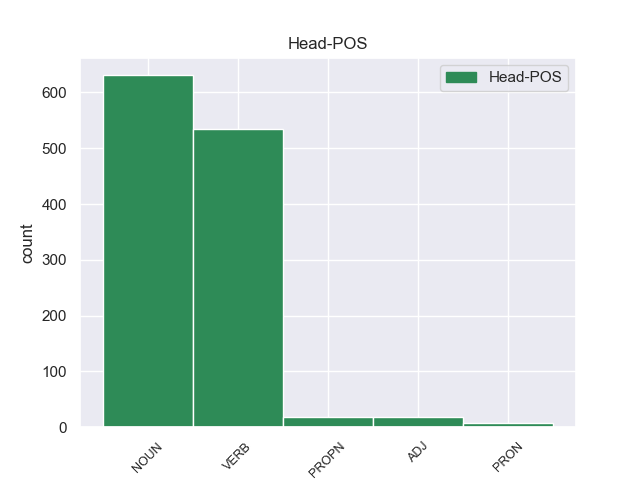 Head-POS
Head-POS
600
500
400
300
200
100
0
count
NOUN
VERB
PROPN
ADJ
PRON